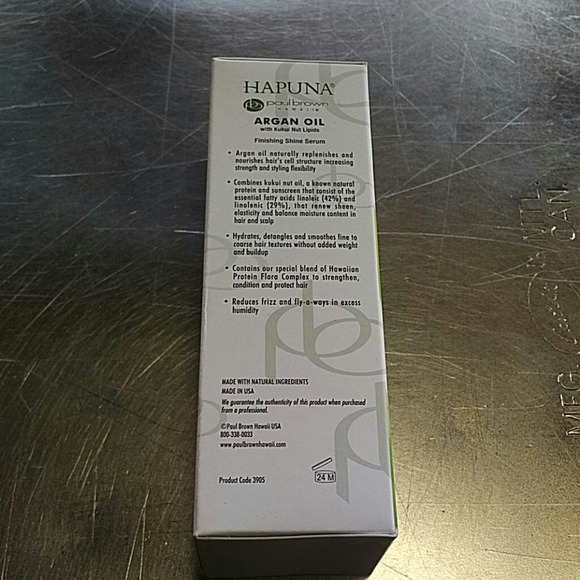 HAPUNA®
paulbrown
HAWAII
ARGAN OIL
with Kukui Nut Lipids
Finishing Shine Serum
• Argan oil naturally replenishes and
nourishes hair's cell structure increasing
strength and styling flexibility
• Combines kukui nut oil, a known natural
protein and sunscreen that consist of the
essential fatty acids linoleic (42%) and
linolenic (29%), that renew sheen,
elasticity and balance moisture content in
hair and scalp
• Hydrates, detangles and smoothes fine to
coarse hair textures without added weight
and buildup
• Contains our special blend of Hawaiian
Protein Flora Complex to strengthen,
condition and protect hair
• Reduces frizz and fly-a-ways in excess
humidity
MADE WITH NATURAL INGREDIENTS
MADE IN USA
We guarantee the authenticity of this product when purchased
from a professional.
©Paul Brown Hawaii USA
800-338-0033
www.paulbrownhawaii.com
Product Code 3905
24 M
MFG.
CAN.